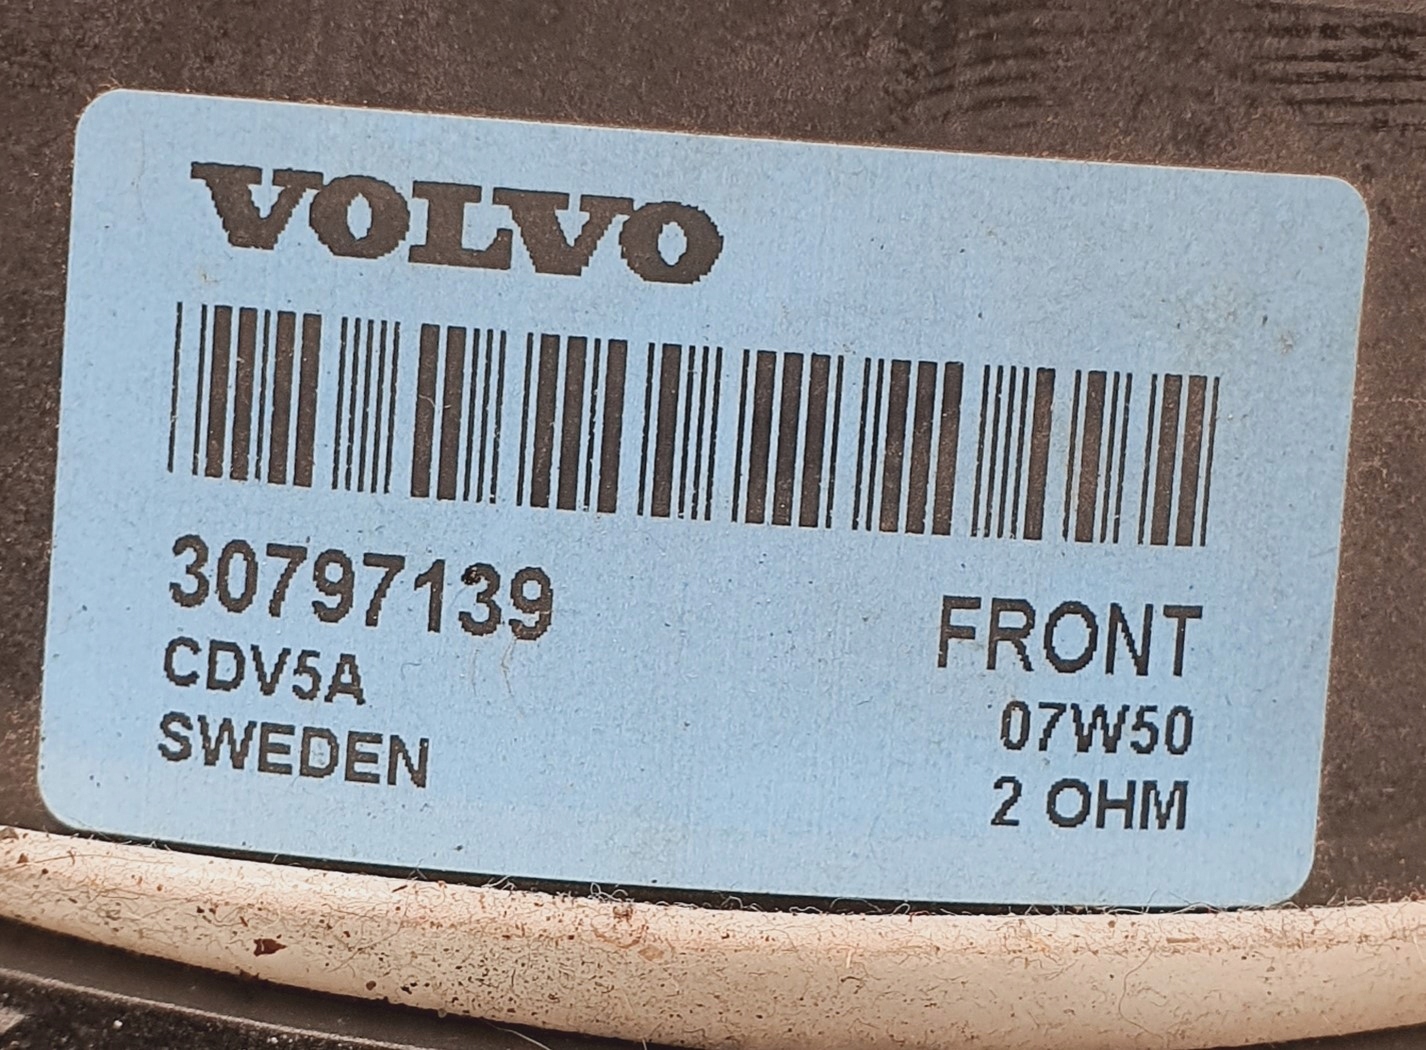 VOLVO
30797139
CDV5A
SWEDEN
FRONT
07W50
2 OHM